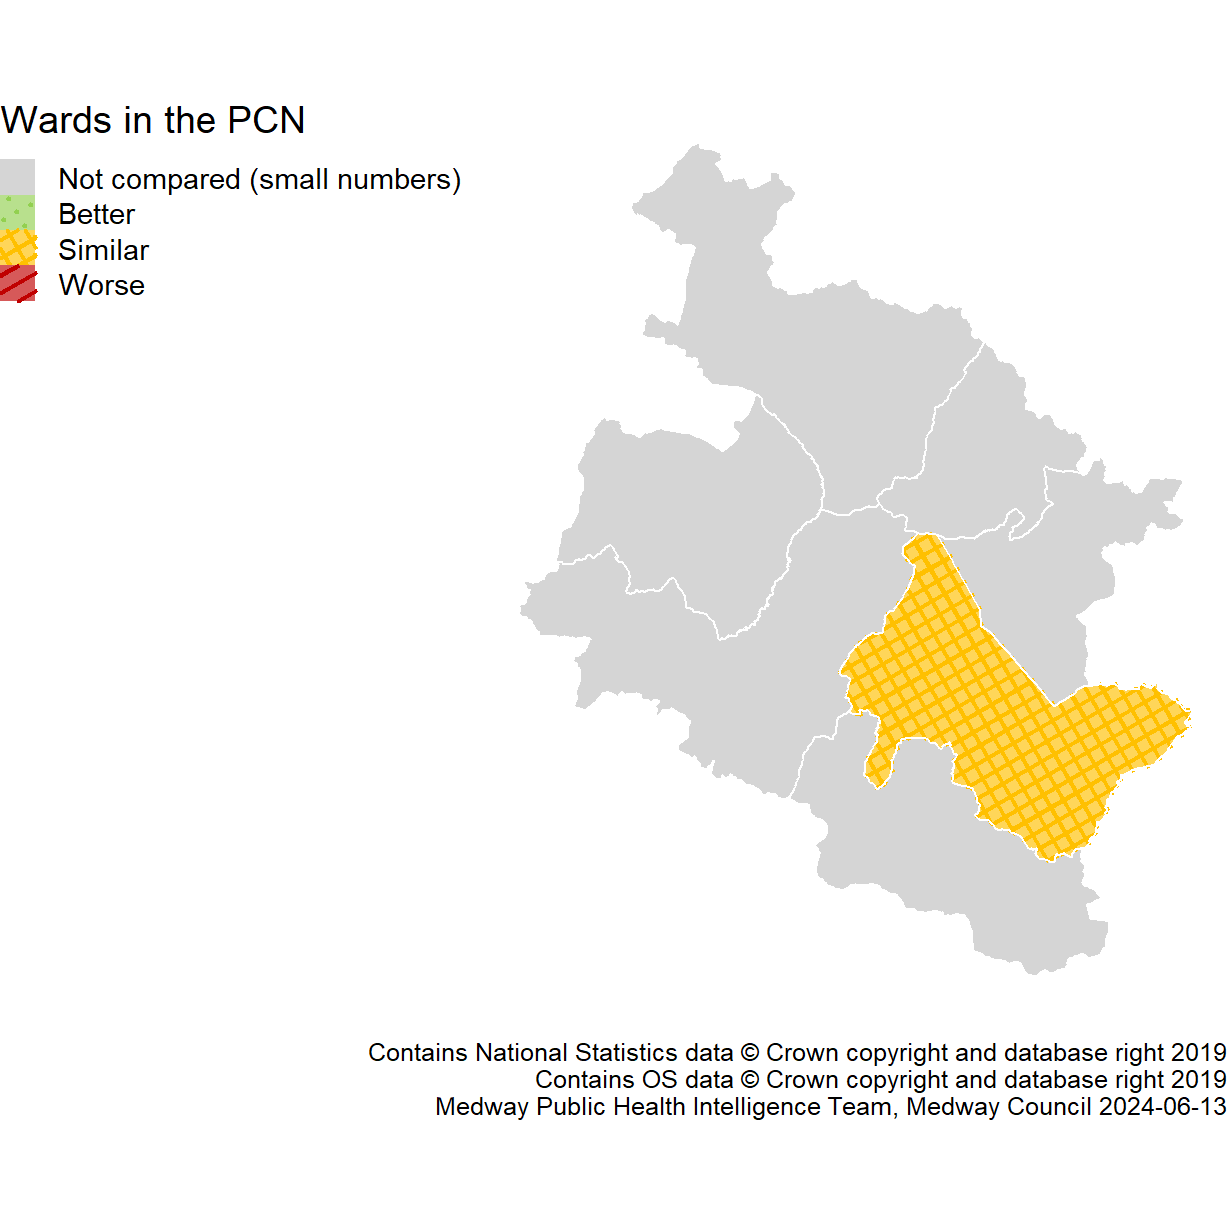 Wards in the PCN
Not compared (small numbers)
Better
Similar
Worse
Contains National Statistics data © Crown copyright and database right 2019
Contains OS data © Crown copyright and database right 2019
Medway Public Health Intelligence Team, Medway Council 2024-06-13